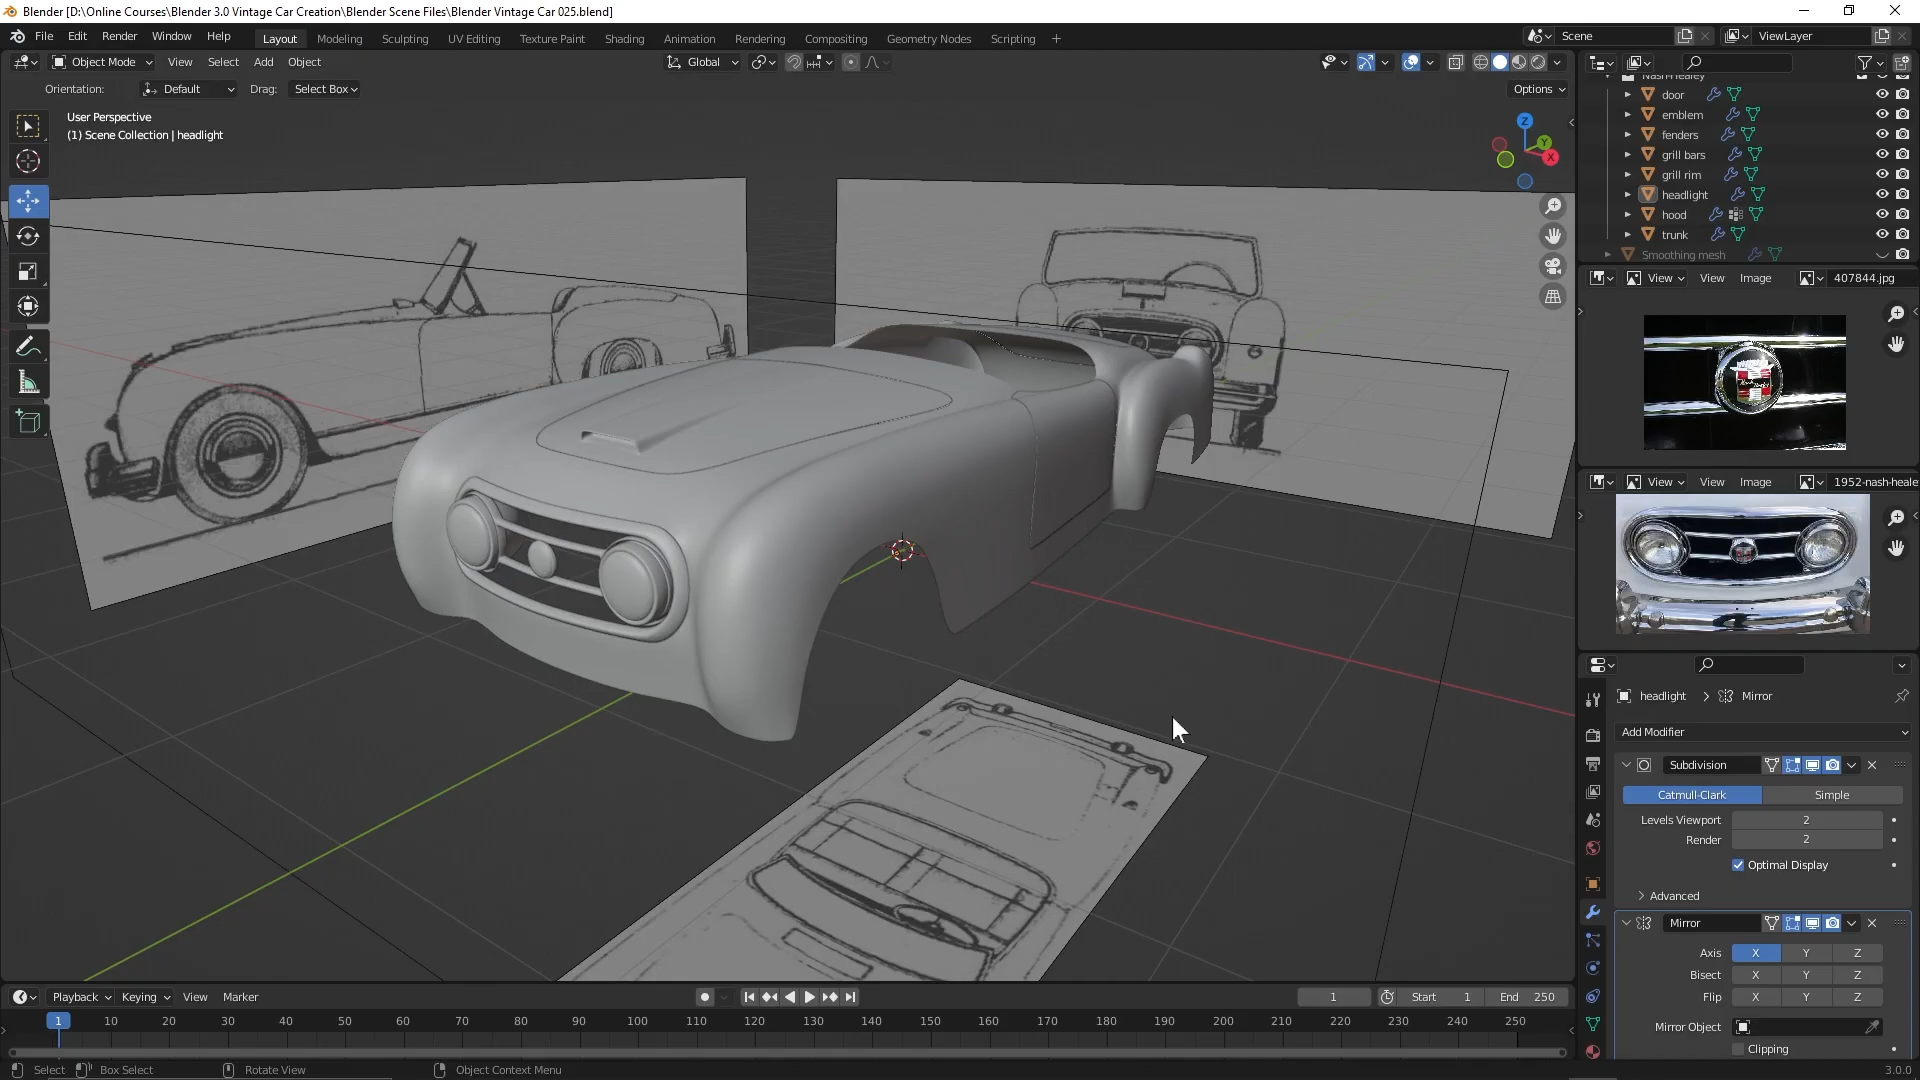 Blender [D:\Online Courses\Blender 3.0 Vintage Car Creation\Blender Scene Files\Blender Vintage Car 025.blend]
File Edit Render Window Help Layout Modeling Sculpting UV Editing Texture Paint Shading Animation Rendering Compositing Geometry Nodes Scripting + Scene ViewLayer
Object Mode View Select Add Object Global
Orientation: Default Drag: Select Box Options
User Perspective
(1) Scene Collection | headlight
Z
Y
X
door
emblem
fenders
grill bars
grill rim
headlight
hood
trunk
Smoothing mesh
View View Image 407844.jpg
View View Image 1952-nash-heale
headlight > Mirror
Add Modifier
Subdivision
Catmull-Clark Simple
Levels Viewport 2
Render 2
Optimal Display
Advanced
Mirror
Axis X Y Z
Bisect X Y Z
Flip X Y Z
Mirror Object
Clipping
Playback Keying View Marker 1 Start 1 End 250
1 10 20 30 40 50 60 70 80 90 100 110 120 130 140 150 160 170 180 190 200 210 220 230 240 250
Select Box Select Rotate View Object Context Menu 3.0.0